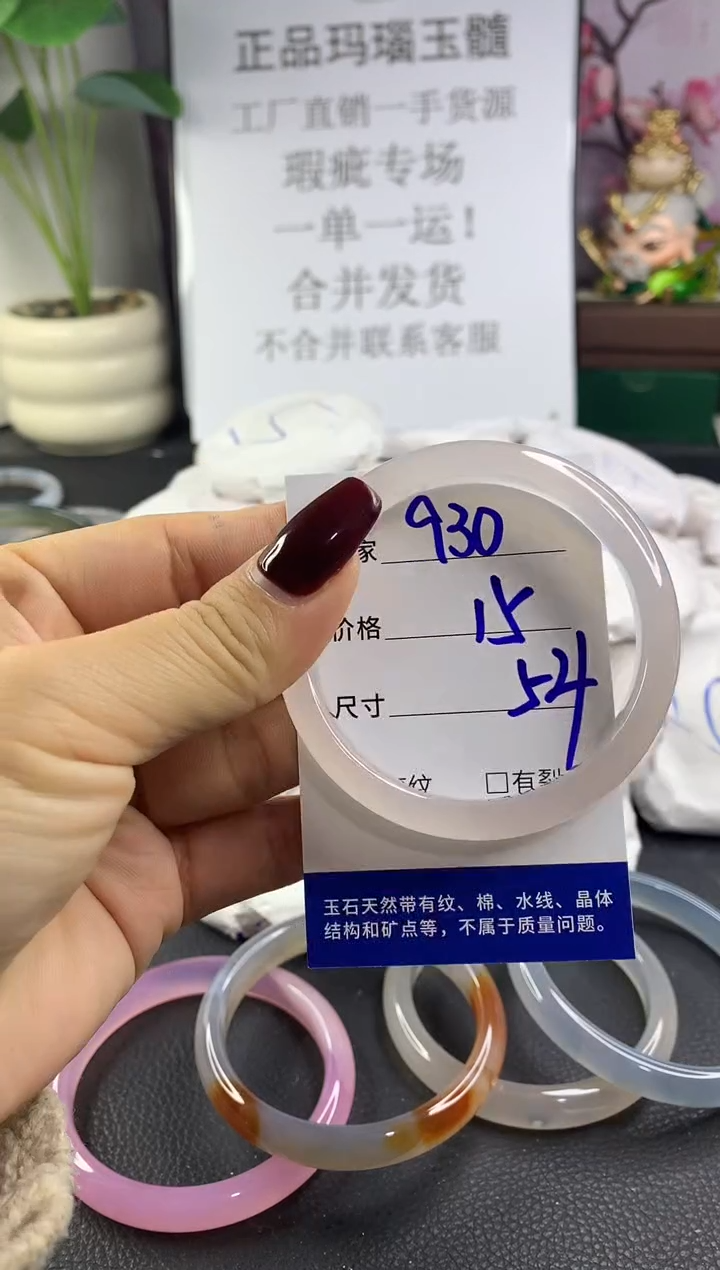 正品玛瑙玉髓
工厂直销一手货源
瑕疵专场
一单一运！
合并发货
不合并联系客服
家 930
价格 15
尺寸 54
纹 □有裂
玉石天然带有纹、棉、水线、晶体
结构和矿点等，不属于质量问题。